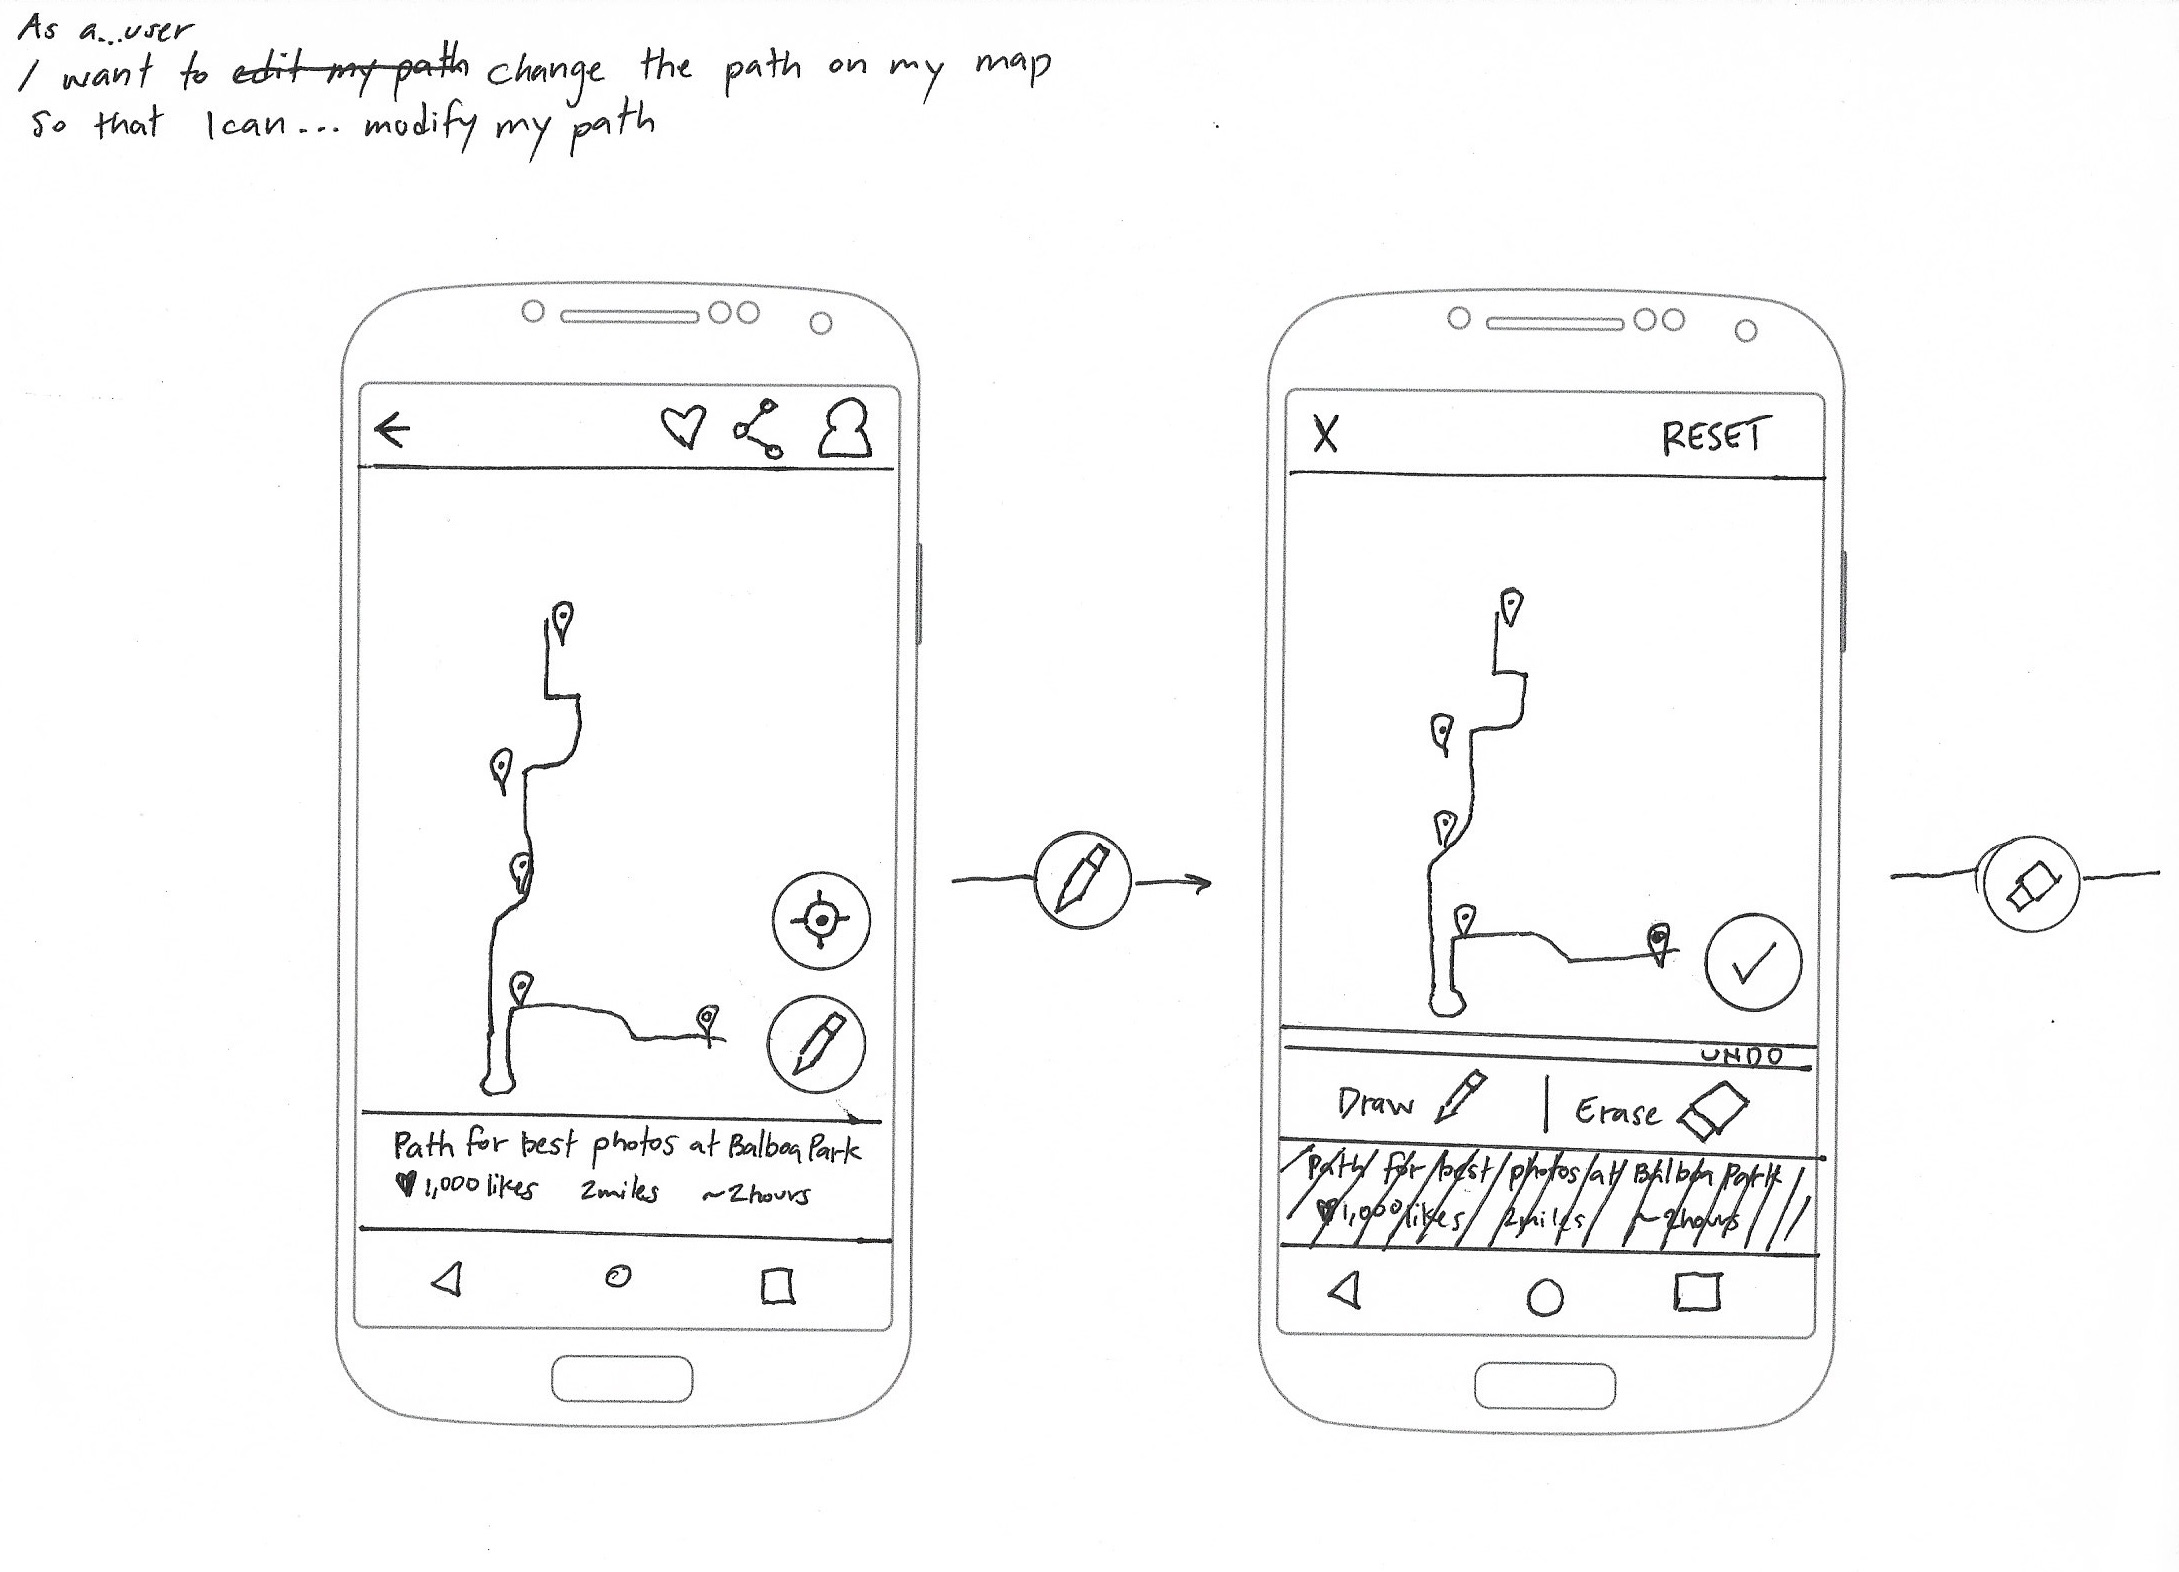 As a...user
I want to edit my path change the path on my map
So that I can... modify my path
Path for best photos at Balboa Park
1,000 likes 2miles ~2hours
X RESET
UNDO
Draw Erase
Path for best photos at Balboa Park
1,000 likes 2miles ~2hours